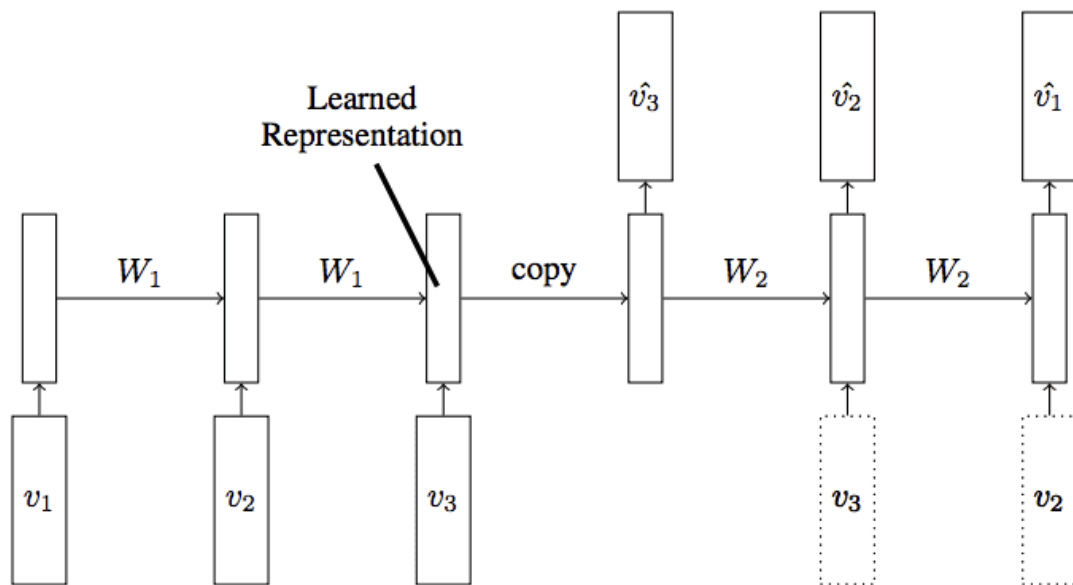 v̂₃
v̂₂
v̂₁
Learned
Representation
W₁
W₁
copy
W₂
W₂
v₁
v₂
v₃
v₃
v₂